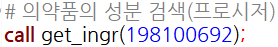 # 의약품의 성분 검색(프로시저)
call get_ingr(198100692);